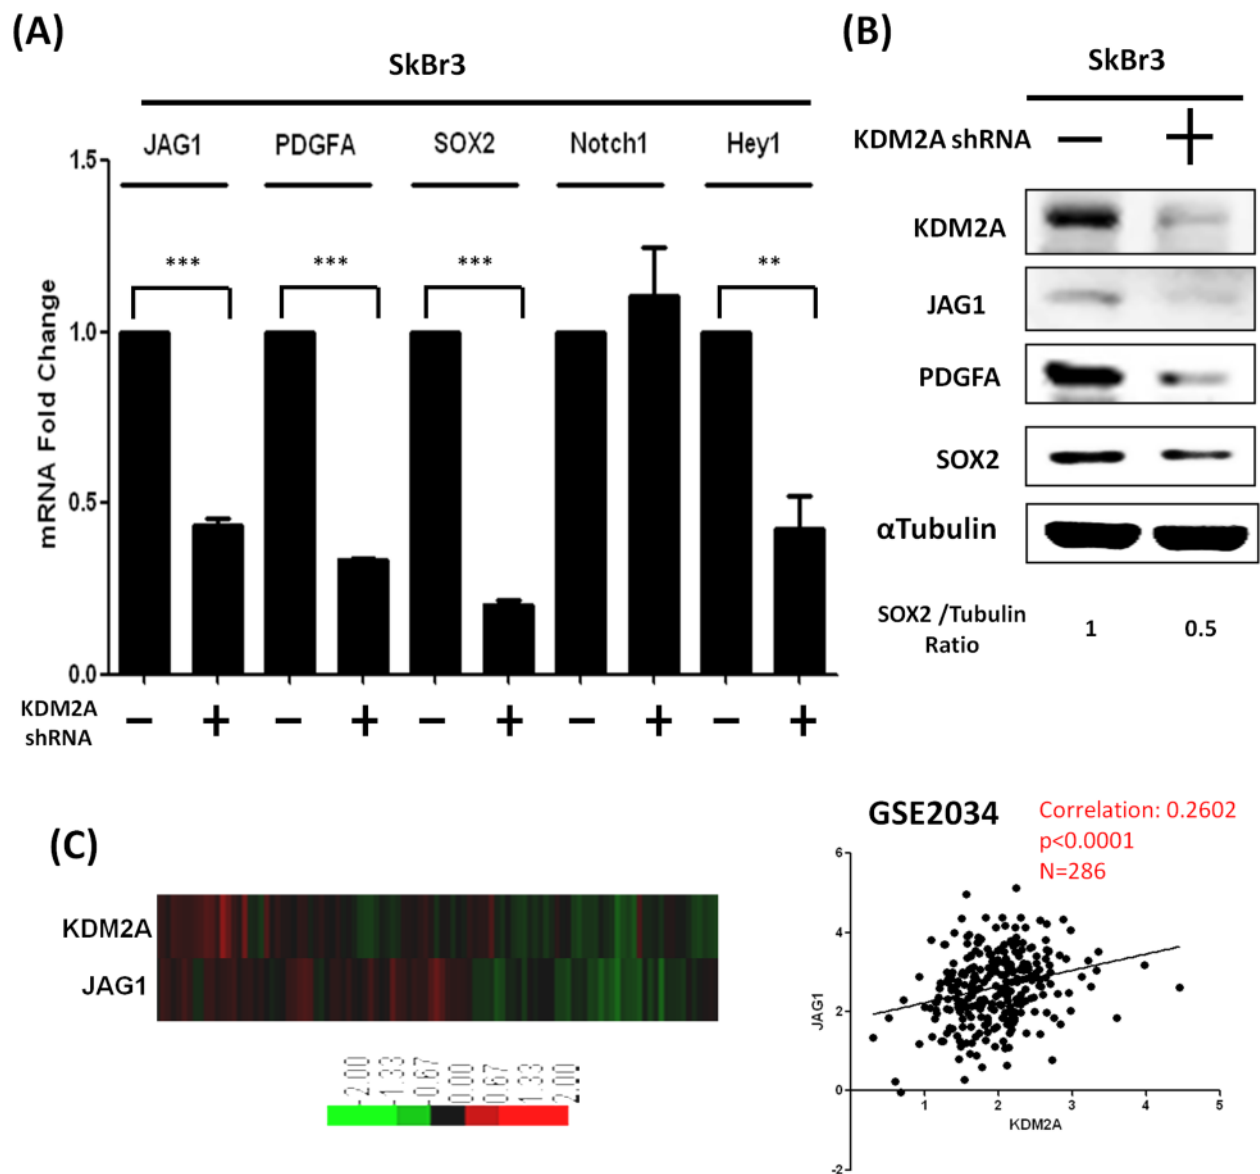 (A)
SkBr3
JAG1 PDGFA SOX2 Notch1 Hey1
1.5
*** *** *** **
1.0
mRNA Fold Change
0.5
0.0
KDM2A
shRNA
− + − + − + − + − +
(B)
SkBr3
KDM2A shRNA − +
KDM2A
JAG1
PDGFA
SOX2
αTubulin
SOX2 /Tubulin
Ratio
1 0.5
(C)
KDM2A
JAG1
2.00 1.33 0.67 0.00 0.67 1.33 2.00
GSE2034
Correlation: 0.2602
p<0.0001
N=286
6
4
JAG1
2
0
1 2 3 4 5
KDM2A
-2